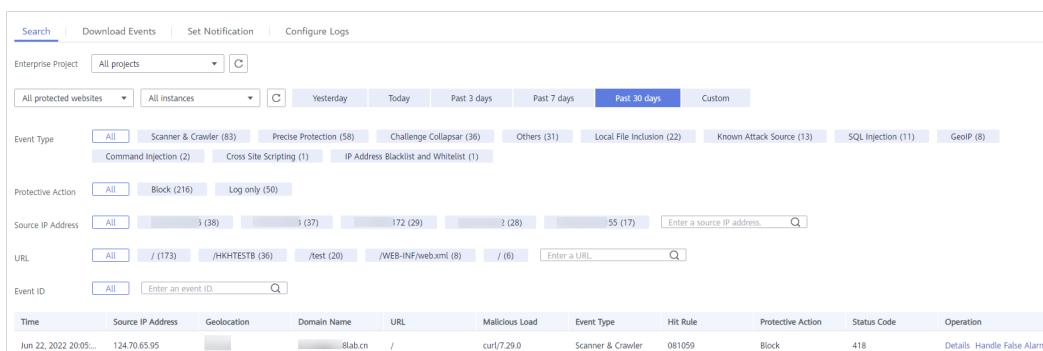 Search Download Events Set Notification Configure Logs
Enterprise Project All projects
All protected websites All instances Yesterday Today Past 3 days Past 7 days Past 30 days Custom
Event Type All Scanner & Crawler (83) Precise Protection (58) Challenge Collapsar (36) Others (31) Local File Inclusion (22) Known Attack Source (13) SQL Injection (11) GeoIP (8)
Command Injection (2) Cross Site Scripting (1) IP Address Blacklist and Whitelist (1)
Protective Action All Block (216) Log only (50)
Source IP Address All (38) (37) 172 (29) 2 (28) 55 (17) Enter a source IP address.
URL All / (173) /HKHTESTB (36) /test (20) /WEB-INF/web.xml (8) / (6) Enter a URL.
Event ID All Enter an event ID.
Time Source IP Address Geolocation Domain Name URL Malicious Load Event Type Hit Rule Protective Action Status Code Operation
Jun 22, 2022 20:05:... 124.70.65.95 8lab.cn / curl/7.29.0 Scanner & Crawler 081059 Block 418 Details Handle False Alarm